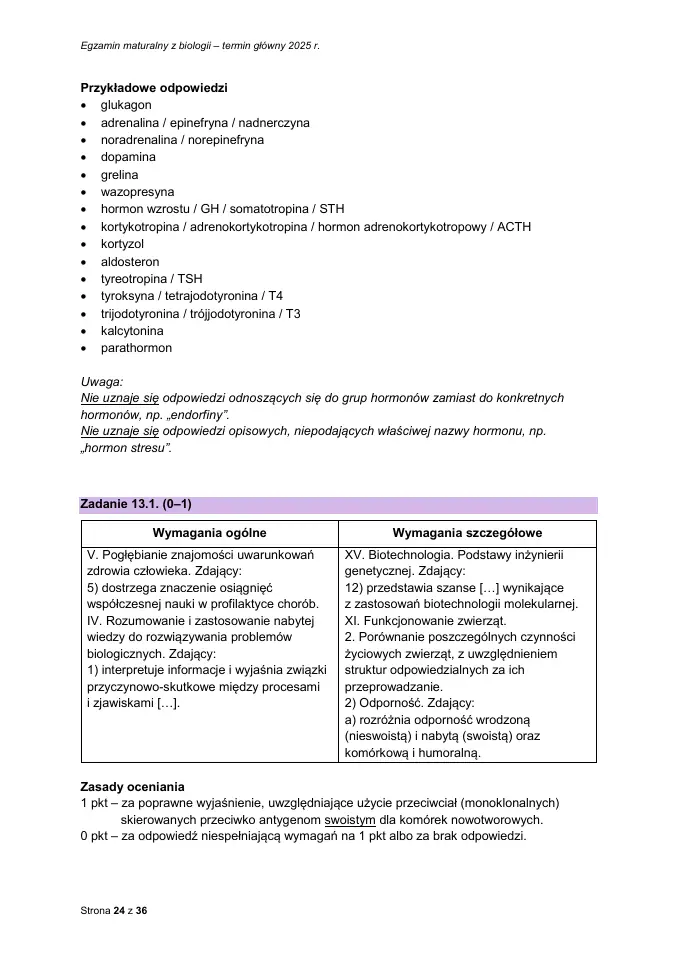 Egzamin maturalny z biologii – termin główny 2025 r.
Przykładowe odpowiedzi
• glukagon
• adrenalina / epinefryna / nadnerczyna
• noradrenalina / norepinefryna
• dopamina
• grelina
• wazopresyna
• hormon wzrostu / GH / somatotropina / STH
• kortykotropina / adrenokortykotropina / hormon adrenokortykotropowy / ACTH
• kortyzol
• aldosteron
• tyreotropina / TSH
• tyroksyna / tetrajodotyronina / T4
• trijodotyronina / trójjodotyronina / T3
• kalcytonina
• parathormon
Uwaga:
Nie uznaje się odpowiedzi odnoszących się do grup hormonów zamiast do konkretnych
hormonów, np. „endorfiny”.
Nie uznaje się odpowiedzi opisowych, niepodających właściwej nazwy hormonu, np.
„hormon stresu”.
Zadanie 13.1. (0–1)
Wymagania ogólne
V. Pogłębianie znajomości uwarunkowań
zdrowia człowieka. Zdający:
5) dostrzega znaczenie osiągnięć
współczesnej nauki w profilaktyce chorób.
IV. Rozumowanie i zastosowanie nabytej
wiedzy do rozwiązywania problemów
biologicznych. Zdający:
1) interpretuje informacje i wyjaśnia związki
przyczynowo-skutkowe między procesami
i zjawiskami […].
Wymagania szczegółowe
XV. Biotechnologia. Podstawy inżynierii
genetycznej. Zdający:
12) przedstawia szanse […] wynikające
z zastosowań biotechnologii molekularnej.
XI. Funkcjonowanie zwierząt.
2. Porównanie poszczególnych czynności
życiowych zwierząt, z uwzględnieniem
struktur odpowiedzialnych za ich
przeprowadzanie.
2) Odporność. Zdający:
a) rozróżnia odporność wrodzoną
(nieswoistą) i nabytą (swoistą) oraz
komórkową i humoralną.
Zasady oceniania
1 pkt – za poprawne wyjaśnienie, uwzględniające użycie przeciwciał (monoklonalnych)
skierowanych przeciwko antygenom swoistym dla komórek nowotworowych.
0 pkt – za odpowiedź niespełniającą wymagań na 1 pkt albo za brak odpowiedzi.
Strona 24 z 36